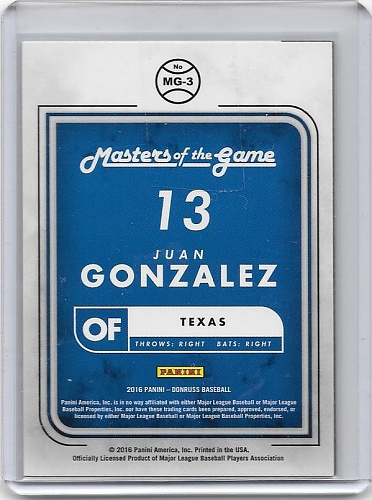 No
MG-3
Masters of the Game
13
JUAN
GONZALEZ
OF
TEXAS
THROWS: RIGHT BATS: RIGHT
PANINI
2016 PANINI – DONRUSS BASEBALL
Panini America, Inc. is in no way affiliated with either Major League Baseball or Major League
Baseball Properties, Inc. nor have these trading cards been prepared, approved, endorsed, or
licensed by either Major League Baseball or Major League Baseball Properties, Inc.
© 2016 Panini America, Inc. Printed in the USA.
Officially Licensed Product of Major League Baseball Players Association